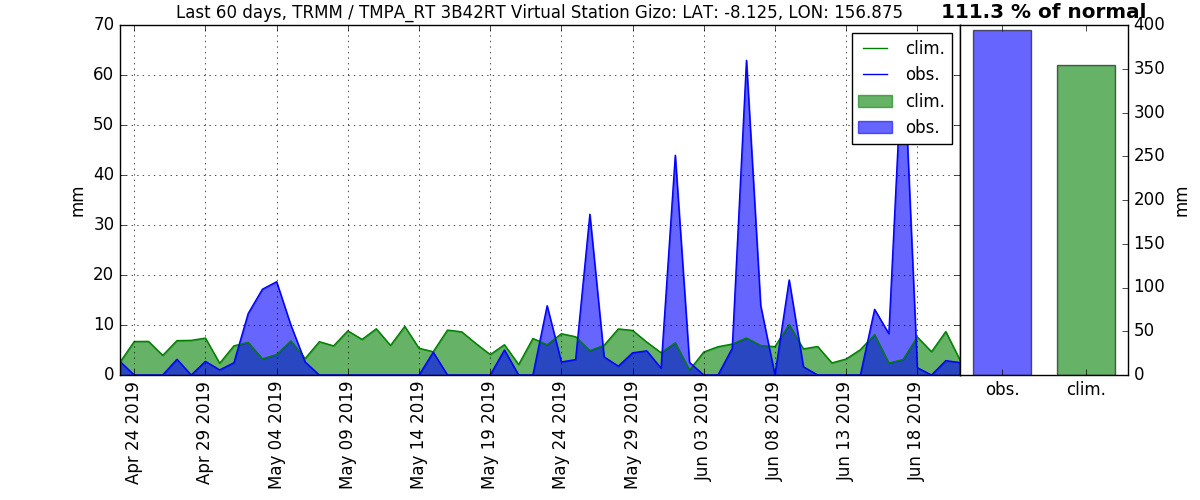 Last 60 days, TRMM / TMPA_RT 3B42RT Virtual Station Gizo: LAT: -8.125, LON: 156.875
111.3 % of normal
70
60
50
40
30
20
10
0
mm
clim.
obs.
clim.
obs.
400
350
300
250
200
150
100
50
0
mm
obs.
clim.
Apr 24 2019
Apr 29 2019
May 04 2019
May 09 2019
May 14 2019
May 19 2019
May 24 2019
May 29 2019
Jun 03 2019
Jun 08 2019
Jun 13 2019
Jun 18 2019